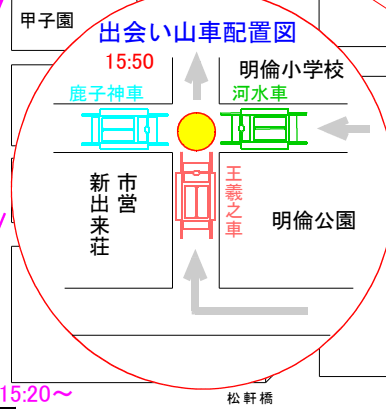 甲子園
出会い山車配置図
15:50
明倫小学校
鹿子神車
河水車
王羲之車
市営
新出来荘
明倫公園
15:20～
松軒橋